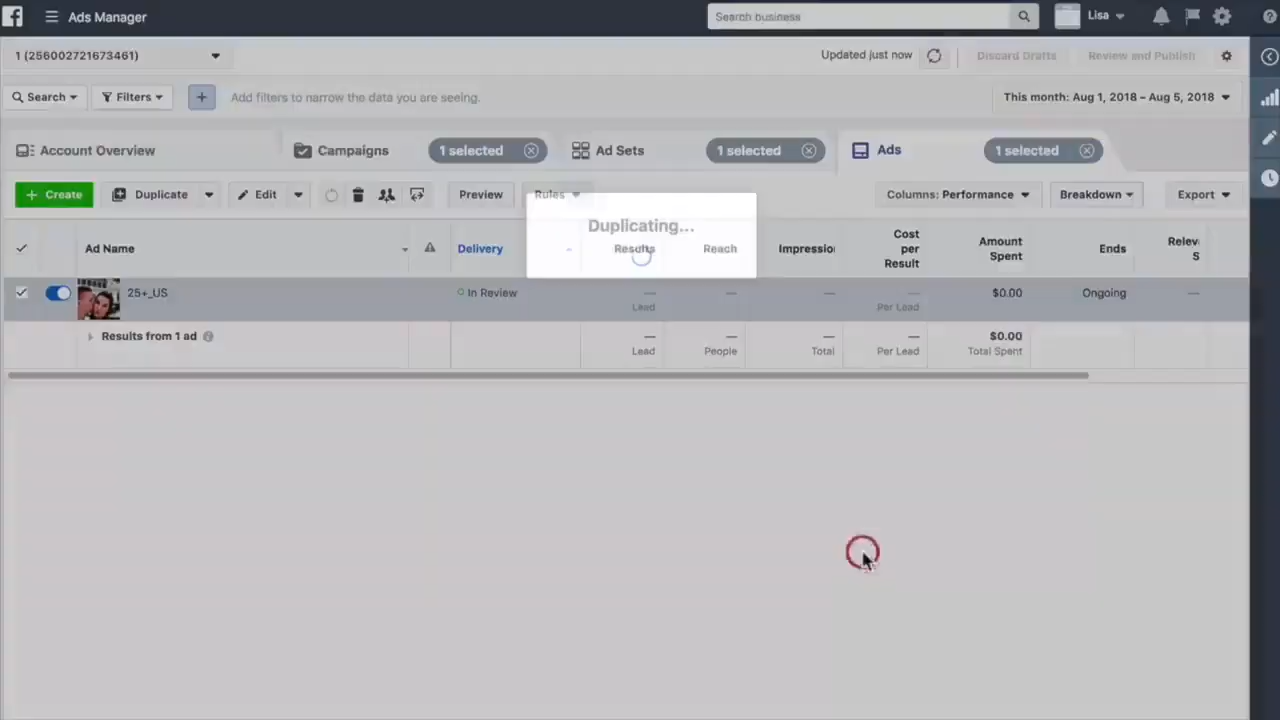 Ads Manager
Search business
Lisa
1 (256002721673461)
Updated just now
Discard Drafts
Review and Publish
Search
Filters
+
Add filters to narrow the data you are seeing.
This month: Aug 1, 2018 – Aug 5, 2018
Account Overview
Campaigns
1 selected
Ad Sets
1 selected
Ads
1 selected
+ Create
Duplicate
Edit
Preview
Rules
Columns: Performance
Breakdown
Export
Duplicating...
Ad Name
Delivery
Results
Reach
Impressio
Cost per Result
Amount Spent
Ends
Relev S
25+_US
In Review
—
Lead
—
—
—
Per Lead
$0.00
Ongoing
—
Results from 1 ad
—
Lead
—
People
—
Total
—
Per Lead
$0.00
Total Spent